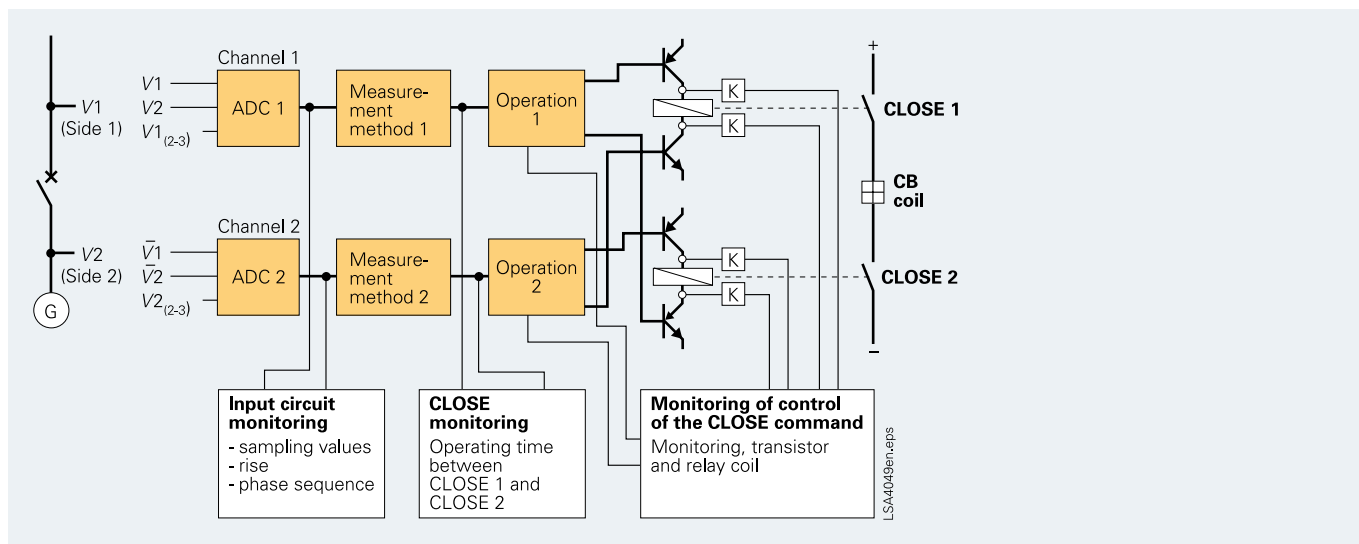 Channel 1
V1
V2
V1(2-3)
ADC 1
Measure-
ment
method 1
Operation
1
K
K
+
CLOSE 1
V1
(Side 1)
CB
coil
Channel 2
V̄1
V̄2
V2(2-3)
ADC 2
Measure-
ment
method 2
Operation
2
K
K
CLOSE 2
–
V2
(Side 2)
G
Input circuit
monitoring
- sampling values
- rise
- phase sequence
CLOSE
monitoring
Operating time
between
CLOSE 1 and
CLOSE 2
Monitoring of control
of the CLOSE command
Monitoring, transistor
and relay coil
LSA4049en.eps